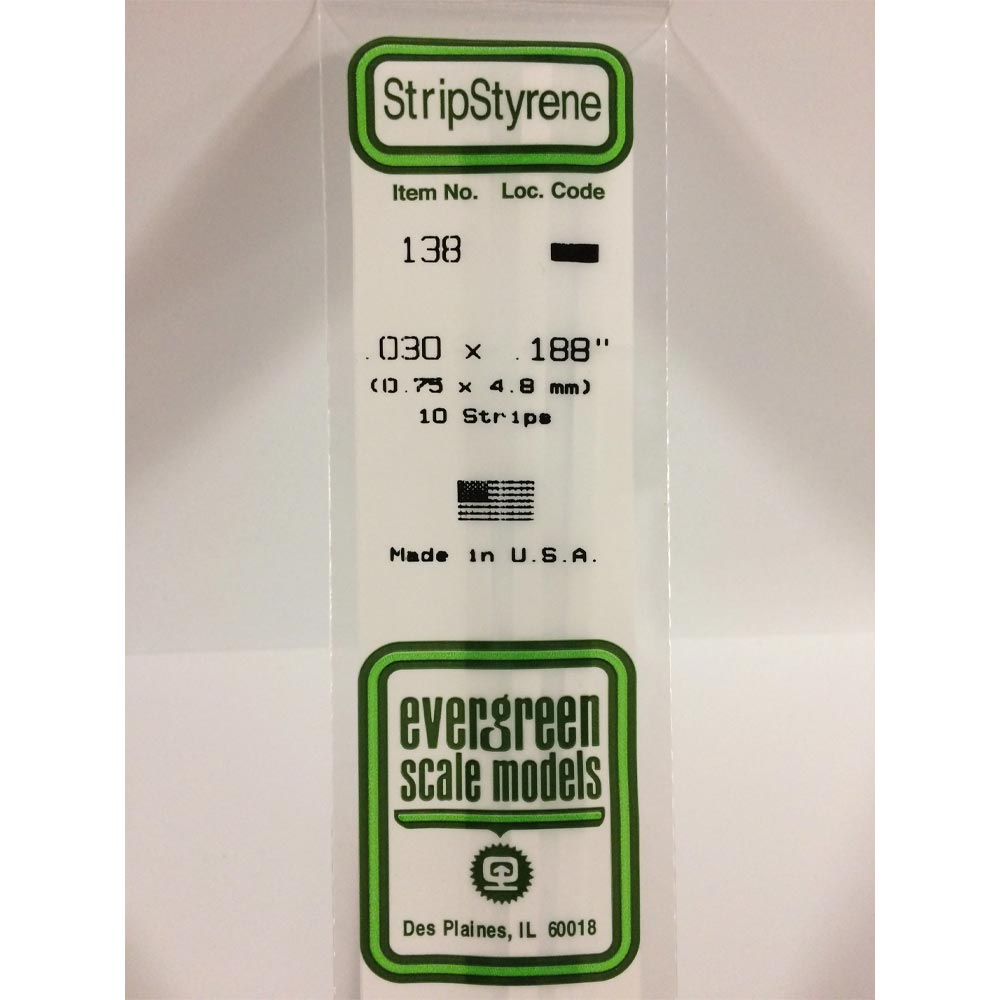 StripStyrene
Item No. Loc. Code
138
.030 x .188"
(0.75 x 4.8 mm)
10 Strips
Made in U.S.A.
evergreen
scale models
Des Plaines, IL 60018